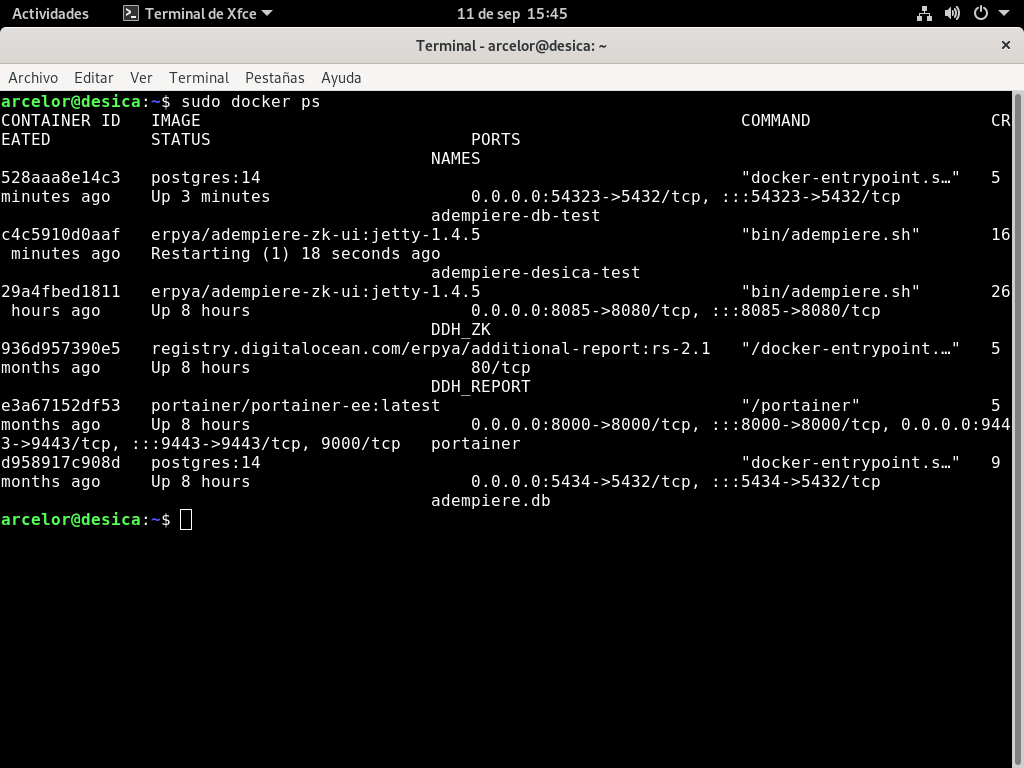 Actividades Terminal de Xfce 11 de sep 15:45
Terminal - arcelor@desica: ~ ×
Archivo Editar Ver Terminal Pestañas Ayuda
arcelor@desica:~$ sudo docker ps
CONTAINER ID   IMAGE                                                      COMMAND                  CR
EATED          STATUS                          PORTS
                                           NAMES
528aaa8e14c3   postgres:14                                                "docker-entrypoint.s…"   5
minutes ago    Up 3 minutes                    0.0.0.0:54323->5432/tcp, :::54323->5432/tcp
                                           adempiere-db-test
c4c5910d0aaf   erpya/adempiere-zk-ui:jetty-1.4.5                          "bin/adempiere.sh"       16
 minutes ago   Restarting (1) 18 seconds ago
                                           adempiere-desica-test
29a4fbed1811   erpya/adempiere-zk-ui:jetty-1.4.5                          "bin/adempiere.sh"       26
 hours ago     Up 8 hours                      0.0.0.0:8085->8080/tcp, :::8085->8080/tcp
                                           DDH_ZK
936d957390e5   registry.digitalocean.com/erpya/additional-report:rs-2.1   "/docker-entrypoint.…"   5
months ago     Up 8 hours                      80/tcp
                                           DDH_REPORT
e3a67152df53   portainer/portainer-ee:latest                              "/portainer"             5
months ago     Up 8 hours                      0.0.0.0:8000->8000/tcp, :::8000->8000/tcp, 0.0.0.0:944
3->9443/tcp, :::9443->9443/tcp, 9000/tcp   portainer
d958917c908d   postgres:14                                                "docker-entrypoint.s…"   9
months ago     Up 8 hours                      0.0.0.0:5434->5432/tcp, :::5434->5432/tcp
                                           adempiere.db
arcelor@desica:~$